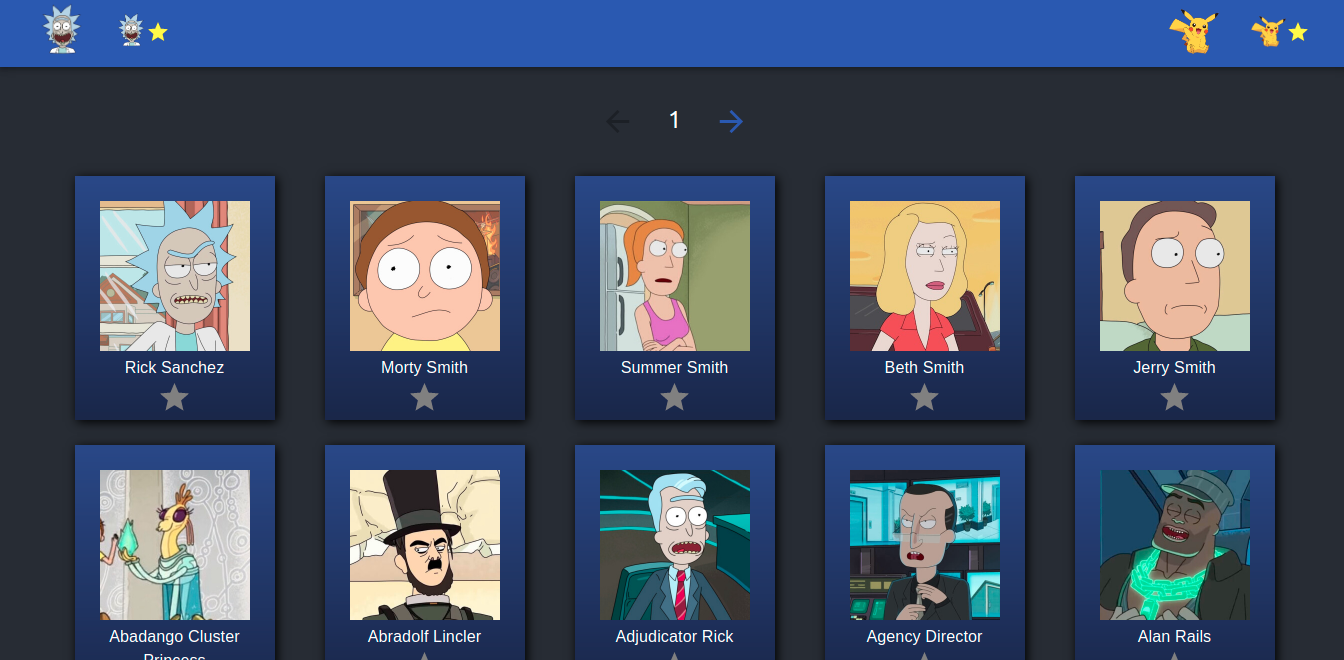 1
Rick Sanchez
Morty Smith
Summer Smith
Beth Smith
Jerry Smith
Abadango Cluster
Princess
Abradolf Lincler
Adjudicator Rick
Agency Director
Alan Rails